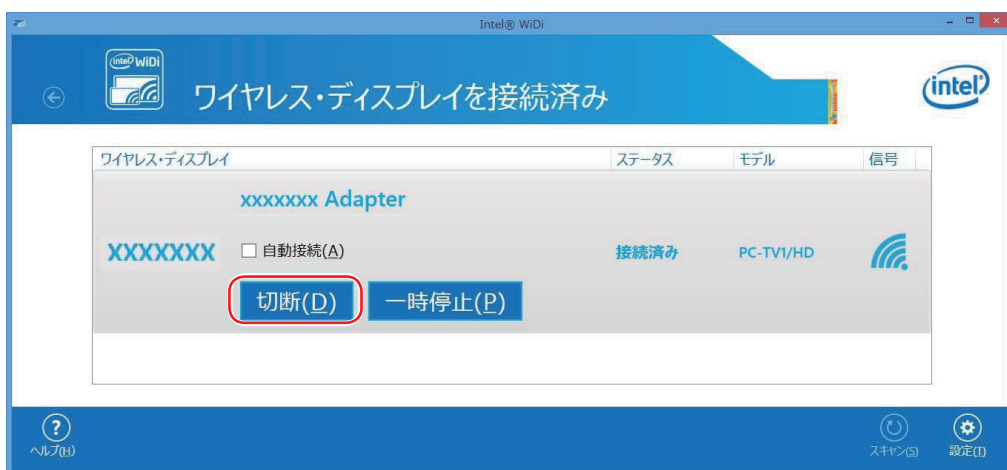 Intel® WiDi
intel WiDi
ワイヤレス・ディスプレイを接続済み
intel
ワイヤレス・ディスプレイ ステータス モデル 信号
xxxxxxx Adapter
XXXXXXX 自動接続(A) 接続済み PC-TV1/HD
切断(D) 一時停止(P)
ヘルプ(H) スキャン(S) 設定(I)